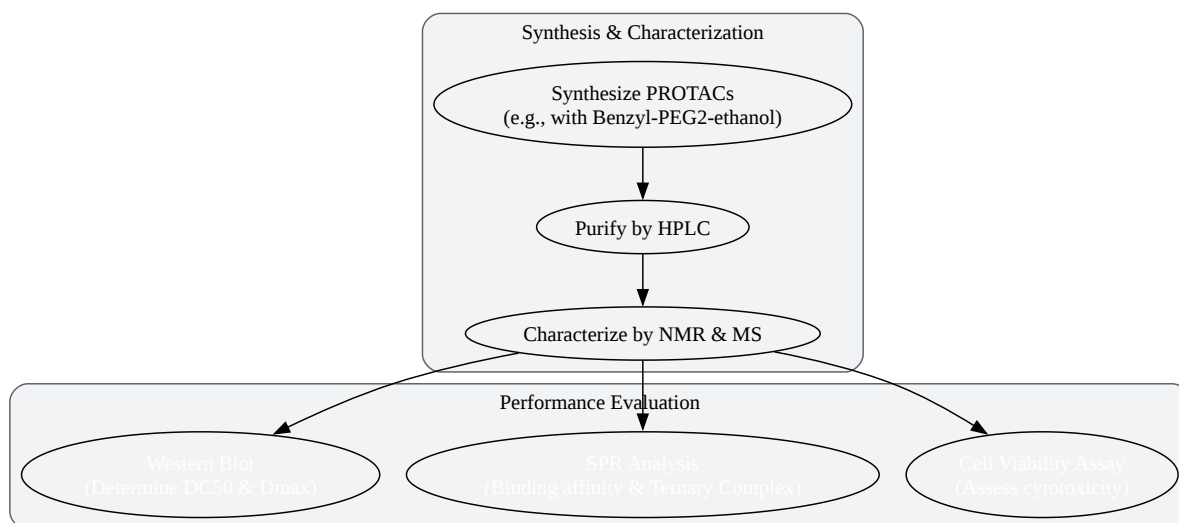 Synthesis & Characterization
Synthesize PROTACs
(e.g., with Benzyl-PEG2-ethanol)
Purify by HPLC
Characterize by NMR & MS
Performance Evaluation
Western Blot
(Determine DC50 & Dmax)
SPR Analysis
(Binding affinity & Ternary Complex)
Cell Viability Assay
(Assess cytotoxicity)